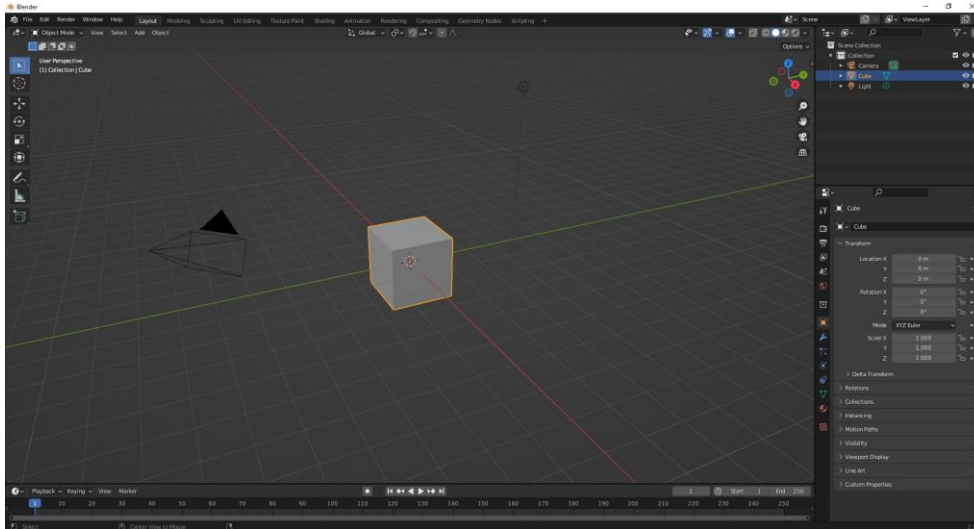 Blender
File Edit Render Window Help Layout Modeling Sculpting UV Editing Texture Paint Shading Animation Rendering Compositing Geometry Nodes Scripting + Scene ViewLayer
Object Mode View Select Add Object Global
Options
User Perspective
(1) Collection | Cube
Scene Collection
Collection
Camera
Cube
Light
Cube
Cube
Transform
Location X 0 m
Y 0 m
Z 0 m
Rotation X 0°
Y 0°
Z 0°
Mode XYZ Euler
Scale X 1.000
Y 1.000
Z 1.000
Delta Transform
Relations
Collections
Instancing
Motion Paths
Visibility
Viewport Display
Line Art
Custom Properties
Playback Keying View Marker 1 Start 1 End 250
1 10 20 30 40 50 60 70 80 90 100 110 120 130 140 150 160 170 180 190 200 210 220 230 240 250
Select Center View to Mouse